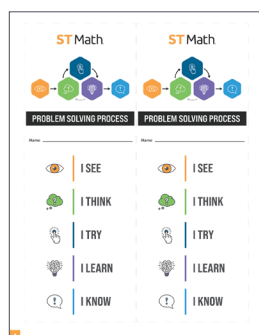 ST Math
PROBLEM SOLVING PROCESS
Name:
I SEE
I THINK
I TRY
I LEARN
I KNOW
ST Math
PROBLEM SOLVING PROCESS
Name:
I SEE
I THINK
I TRY
I LEARN
I KNOW